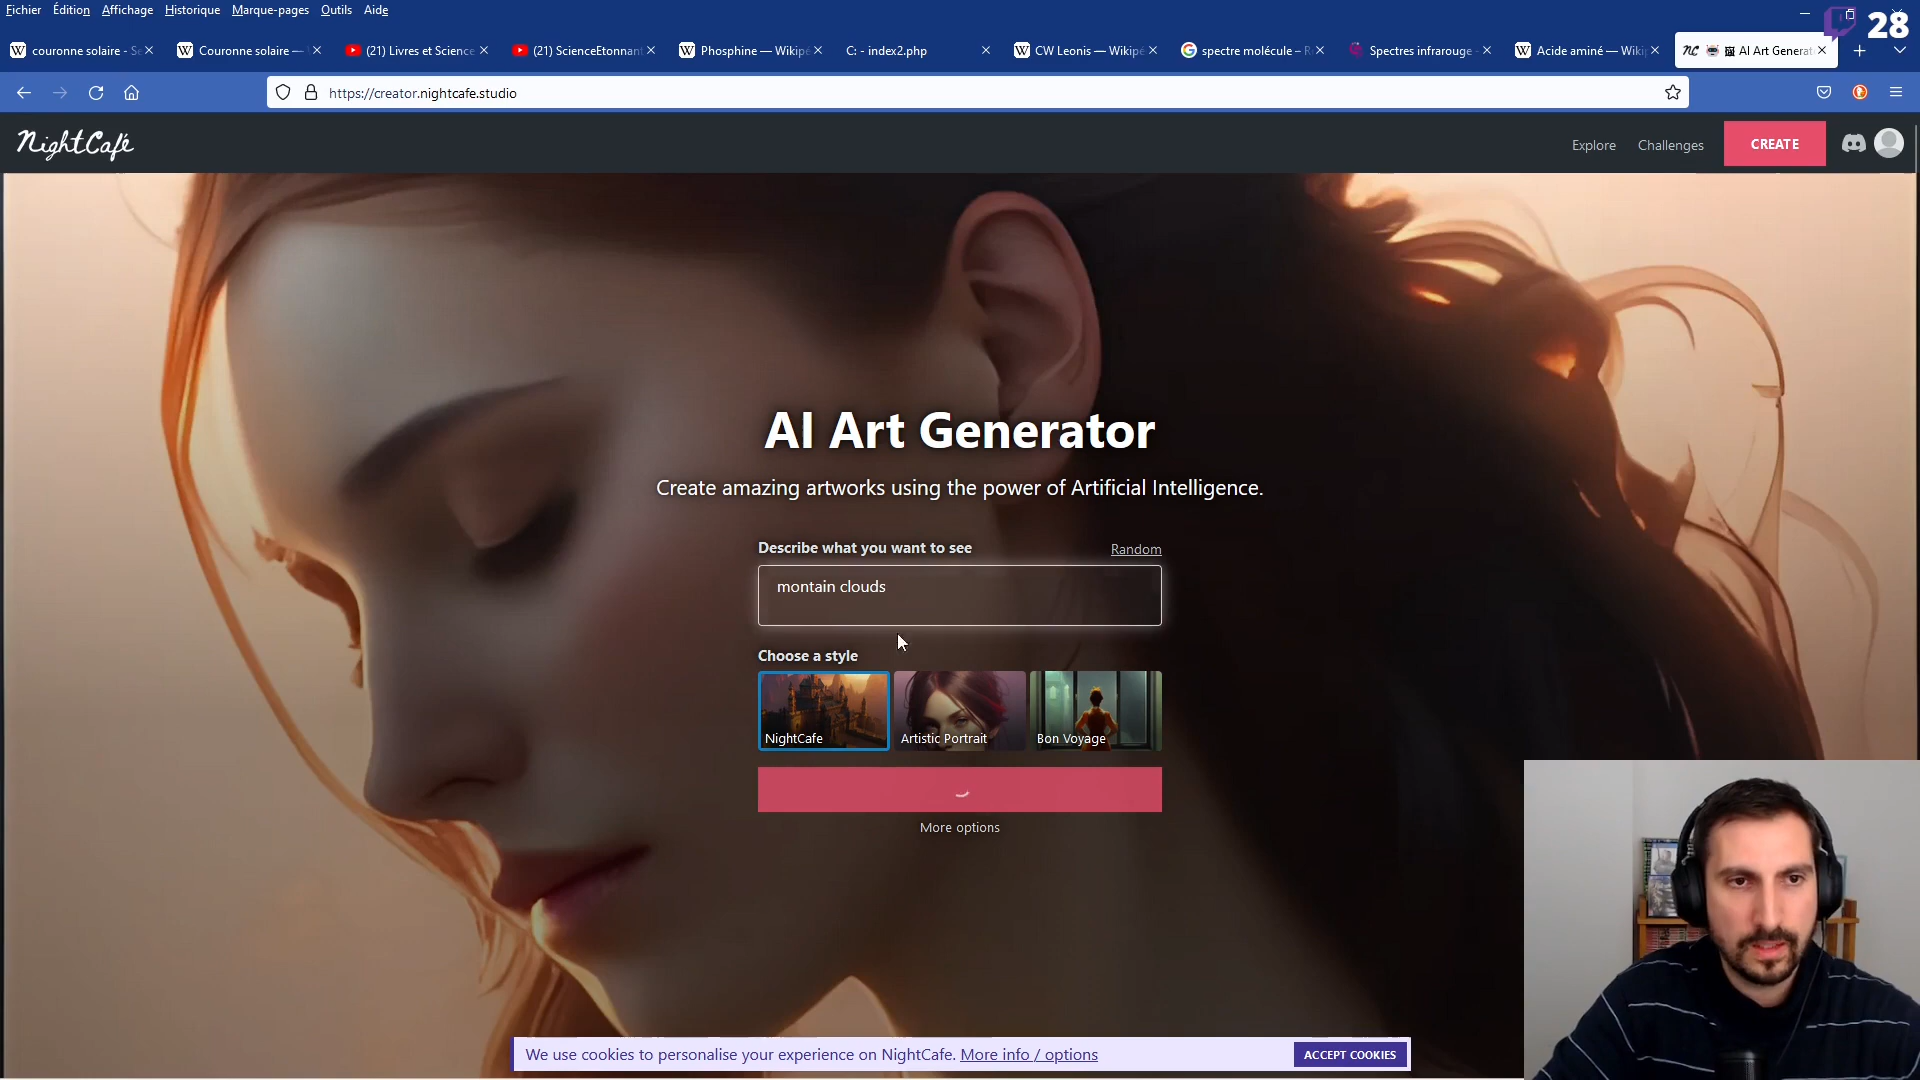 Fichier Édition Affichage Historique Marque-pages Outils Aide
28
couronne solaire - Se
Couronne solaire —
(21) Livres et Science
(21) ScienceEtonnant
Phosphine — Wikipé
C: - index2.php
CW Leonis — Wikipé
spectre molécule – R
Spectres infrarouge -
Acide aminé — Wiki
AI Art Generat
https://creator.nightcafe.studio
NightCafé
Explore Challenges CREATE
AI Art Generator
Create amazing artworks using the power of Artificial Intelligence.
Describe what you want to see Random
montain clouds
Choose a style
NightCafe Artistic Portrait Bon Voyage
More options
We use cookies to personalise your experience on NightCafe. More info / options ACCEPT COOKIES